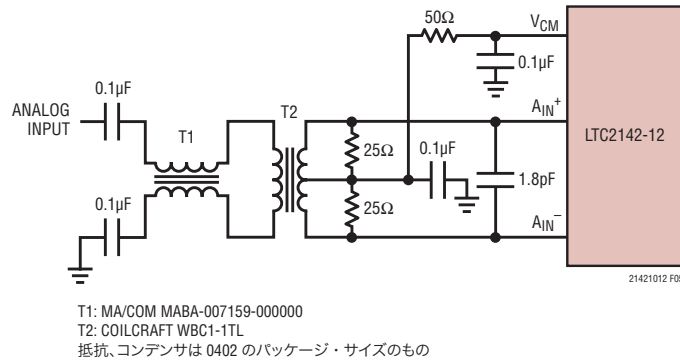 50Ω
VCM
0.1µF
LTC2142-12
0.1µF
ANALOG
INPUT
T1
T2
AIN+
25Ω
0.1µF
1.8pF
25Ω
0.1µF
AIN−
T1: MA/COM MABA-007159-000000
T2: COILCRAFT WBC1-1TL
抵抗、コンデンサは 0402 のパッケージ・サイズのもの